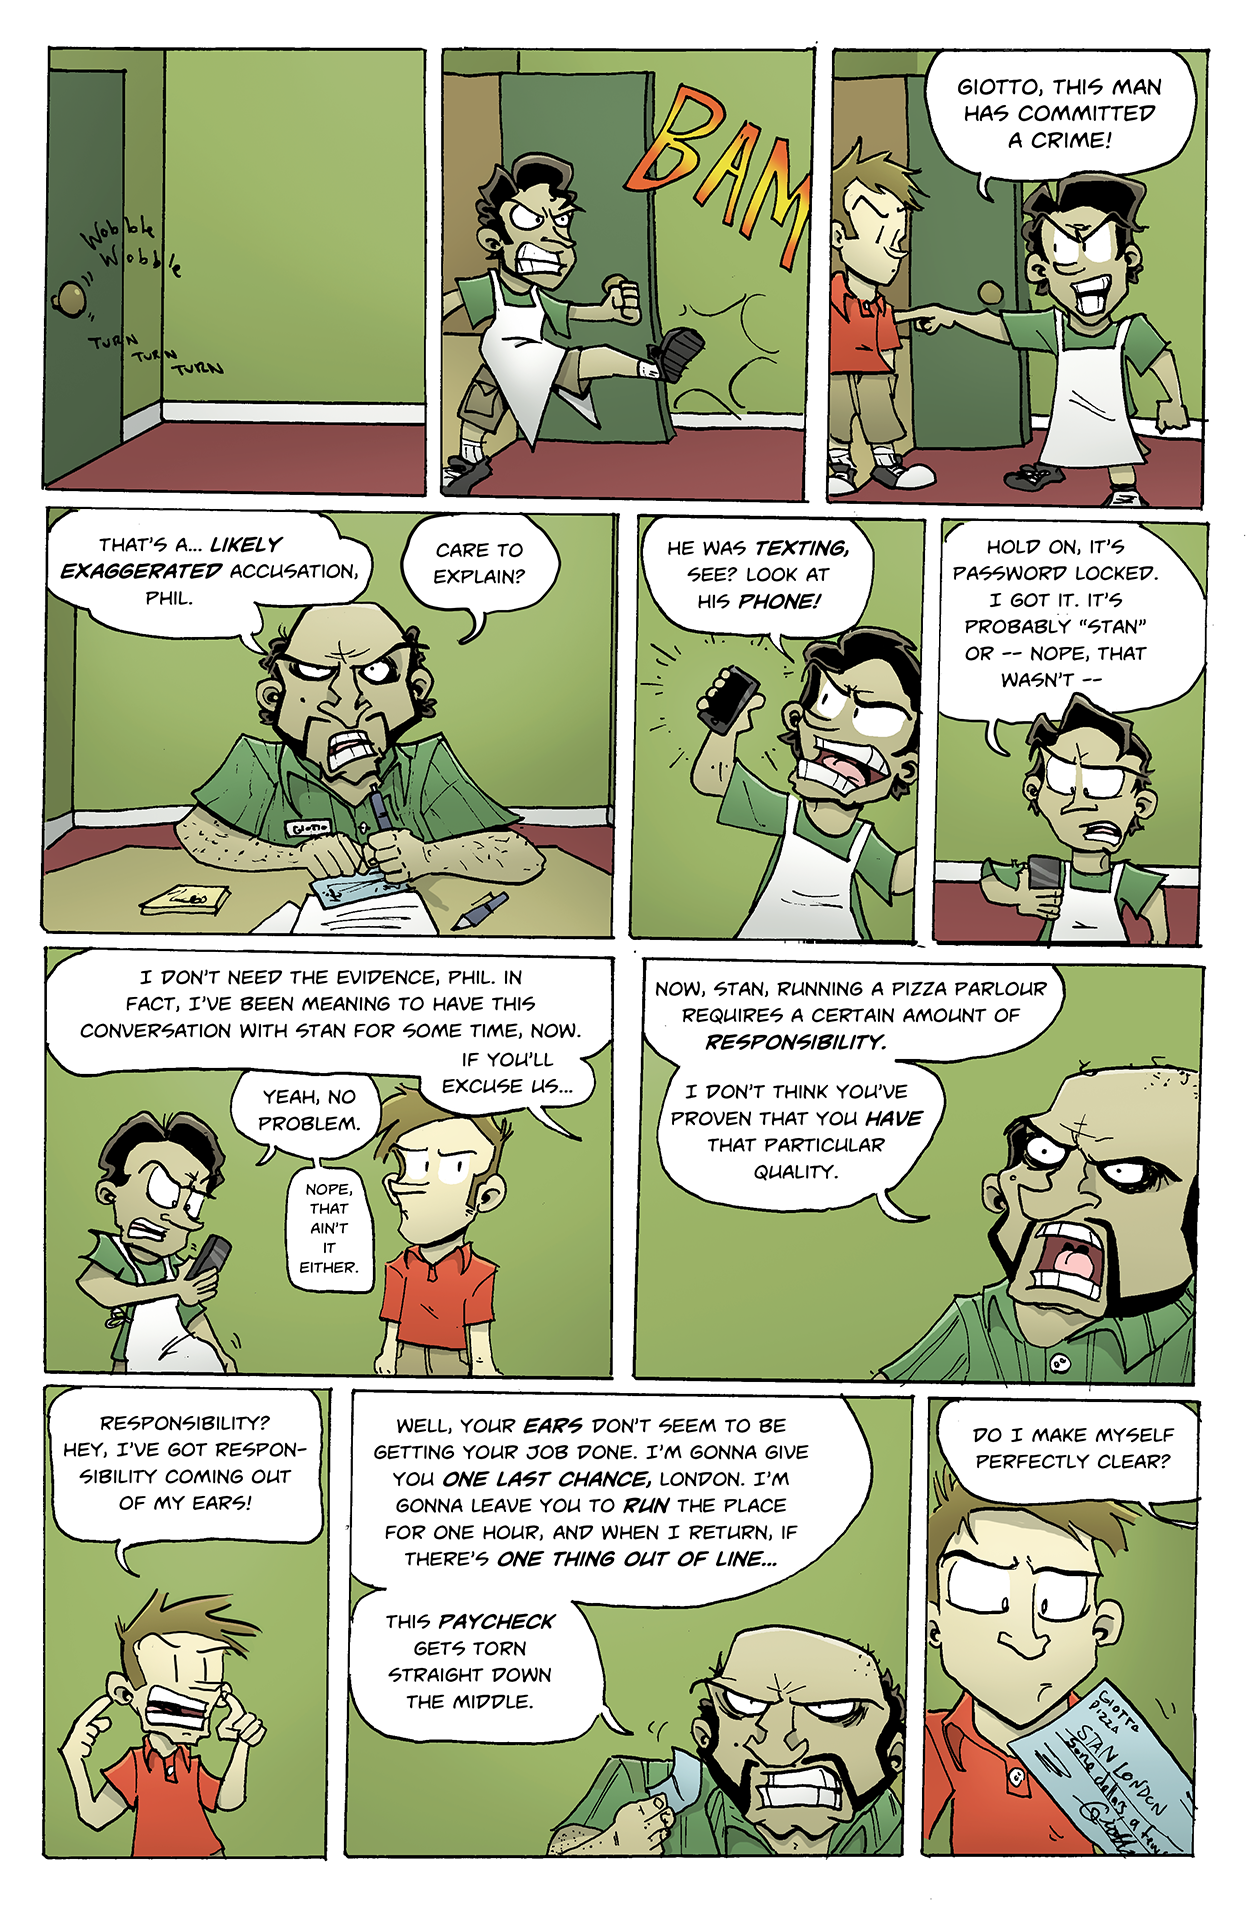 Wobble
Wobble
TURN
TURN
TURN
BAM
GIOTTO, THIS MAN
HAS COMMITTED
A CRIME!
THAT'S A... LIKELY
EXAGGERATED ACCUSATION,
PHIL.
CARE TO
EXPLAIN?
GIOTTO
HE WAS TEXTING,
SEE? LOOK AT
HIS PHONE!
HOLD ON, IT'S
PASSWORD LOCKED.
I GOT IT. IT'S
PROBABLY "STAN"
OR -- NOPE, THAT
WASN'T --
I DON'T NEED THE EVIDENCE, PHIL. IN
FACT, I'VE BEEN MEANING TO HAVE THIS
CONVERSATION WITH STAN FOR SOME TIME, NOW.
IF YOU'LL
EXCUSE US...
YEAH, NO
PROBLEM.
NOPE,
THAT
AIN'T
IT
EITHER.
NOW, STAN, RUNNING A PIZZA PARLOUR
REQUIRES A CERTAIN AMOUNT OF
RESPONSIBILITY.
I DON'T THINK YOU'VE
PROVEN THAT YOU HAVE
THAT PARTICULAR
QUALITY.
RESPONSIBILITY?
HEY, I'VE GOT RESPON-
SIBILITY COMING OUT
OF MY EARS!
WELL, YOUR EARS DON'T SEEM TO BE
GETTING YOUR JOB DONE. I'M GONNA GIVE
YOU ONE LAST CHANCE, LONDON. I'M
GONNA LEAVE YOU TO RUN THE PLACE
FOR ONE HOUR, AND WHEN I RETURN, IF
THERE'S ONE THING OUT OF LINE...
THIS PAYCHECK
GETS TORN
STRAIGHT DOWN
THE MIDDLE.
DO I MAKE MYSELF
PERFECTLY CLEAR?
GIOTTO
PIZZA
STAN LONDON
Some dollars, a few
Giotto